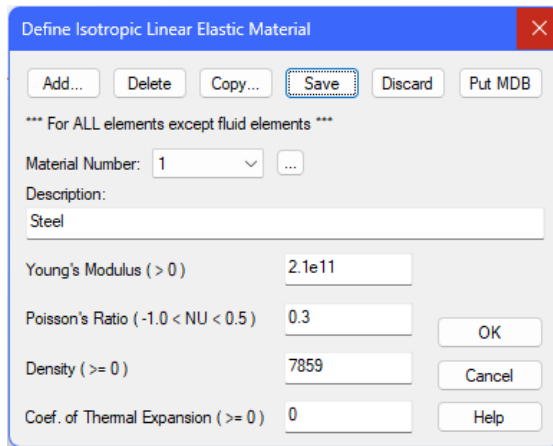 Define Isotropic Linear Elastic Material
Add... Delete Copy... Save Discard Put MDB
*** For ALL elements except fluid elements ***
Material Number: 1 ...
Description:
Steel
Young's Modulus ( > 0 ) 2.1e11
Poisson's Ratio ( -1.0 < NU < 0.5 ) 0.3
OK
Density ( >= 0 ) 7859
Cancel
Coef. of Thermal Expansion ( >= 0 ) 0 Help